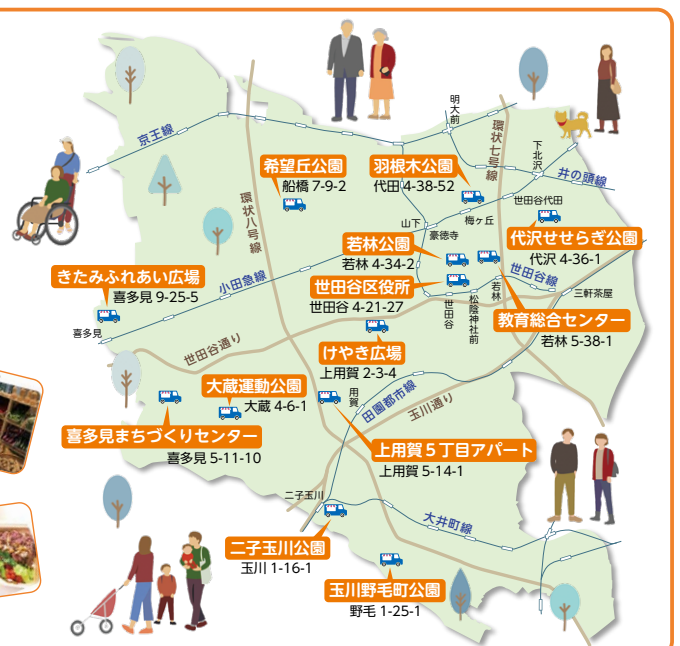 京王線
明大前
環状七号線
下北沢
井の頭線
希望丘公園
船橋 7-9-2
羽根木公園
代田 4-38-52
世田谷代田
梅ヶ丘
山下
豪徳寺
代沢せせらぎ公園
代沢 4-36-1
環状八号線
若林公園
若林 4-34-2
世田谷区役所
世田谷 4-21-27
世田谷線
きたみふれあい広場
喜多見 9-25-5
小田急線
喜多見
世田谷
松陰神社前
若林
三軒茶屋
教育総合センター
若林 5-38-1
世田谷通り
けやき広場
上用賀 2-3-4
大蔵運動公園
大蔵 4-6-1
用賀
田園都市線
玉川通り
喜多見まちづくりセンター
喜多見 5-11-10
上用賀５丁目アパート
上用賀 5-14-1
二子玉川
大井町線
二子玉川公園
玉川 1-16-1
玉川野毛町公園
野毛 1-25-1